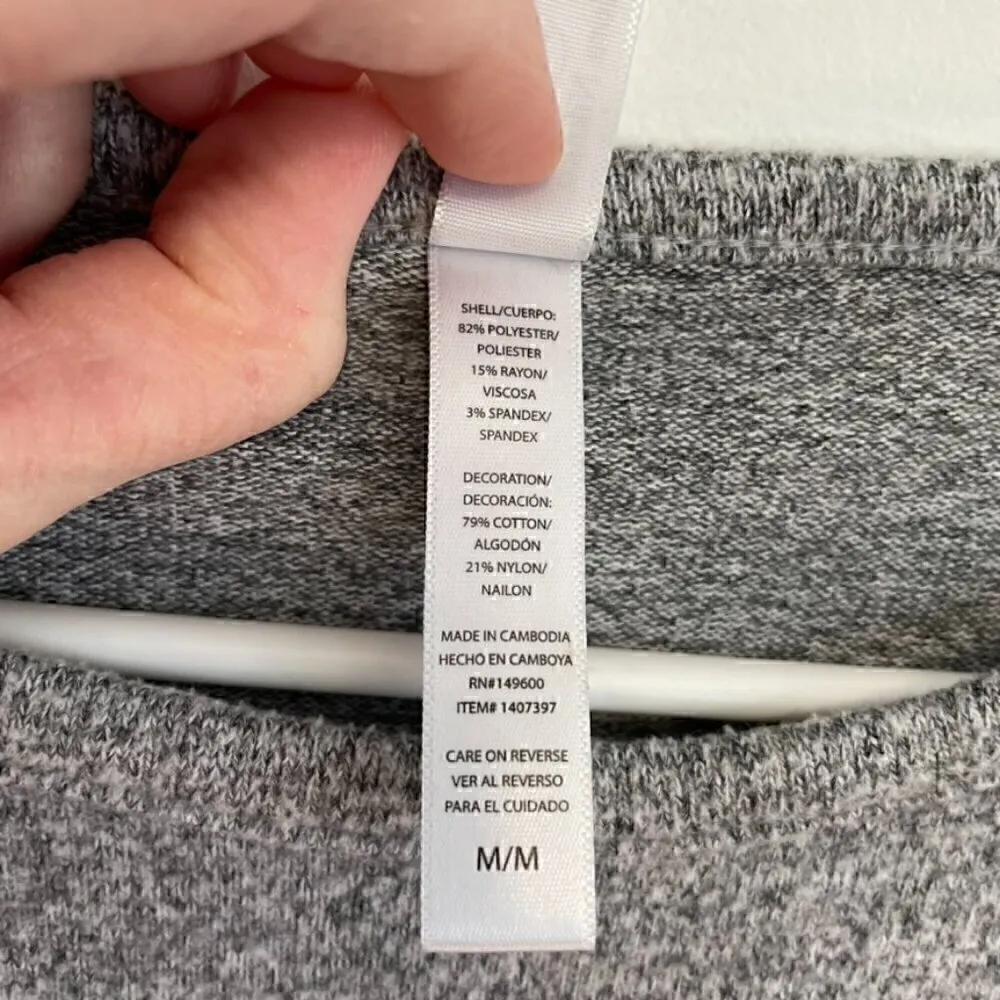 SHELL/CUERPO:
82% POLYESTER/
POLIESTER
15% RAYON/
VISCOSA
3% SPANDEX/
SPANDEX
DECORATION/
DECORACIÓN:
79% COTTON/
ALGODÓN
21% NYLON/
NAILON
MADE IN CAMBODIA
HECHO EN CAMBOYA
RN#149600
ITEM# 1407397
CARE ON REVERSE
VER AL REVERSO
PARA EL CUIDADO
M/M